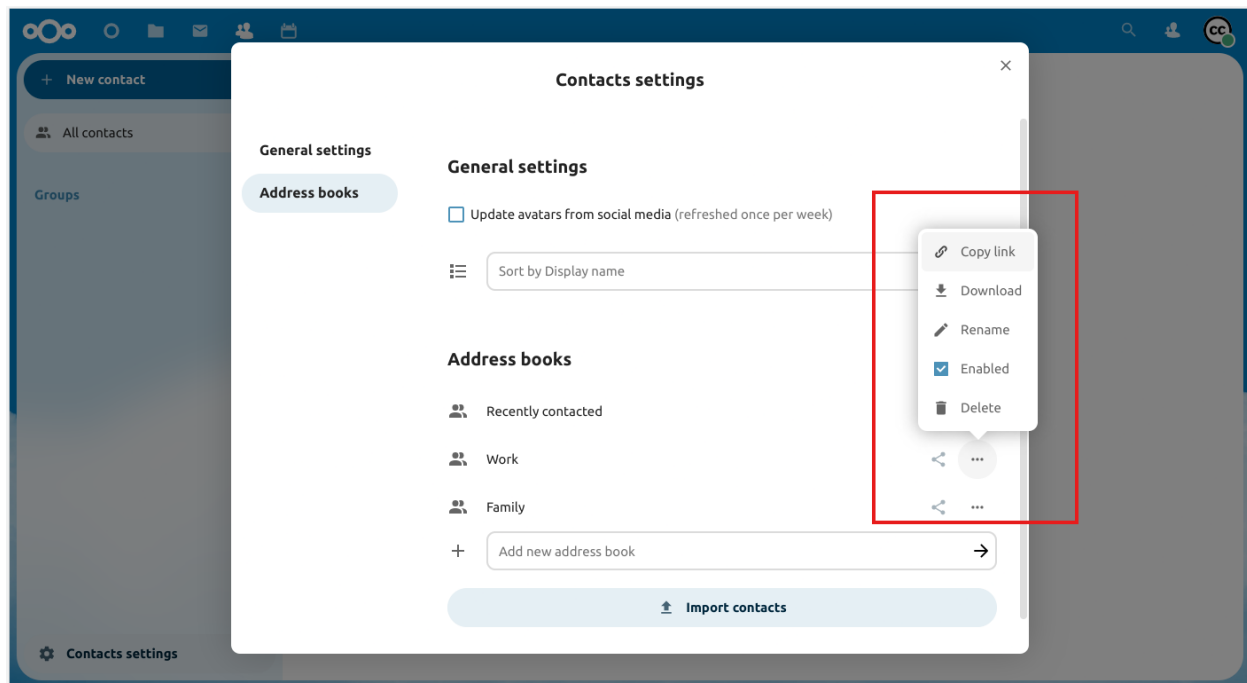 CC
New contact
All contacts
Groups
Contacts settings
Contacts settings
General settings
Address books
General settings
Update avatars from social media (refreshed once per week)
Sort by Display name
Address books
Recently contacted
Work
Family
Add new address book
Import contacts
Copy link
Download
Rename
Enabled
Delete